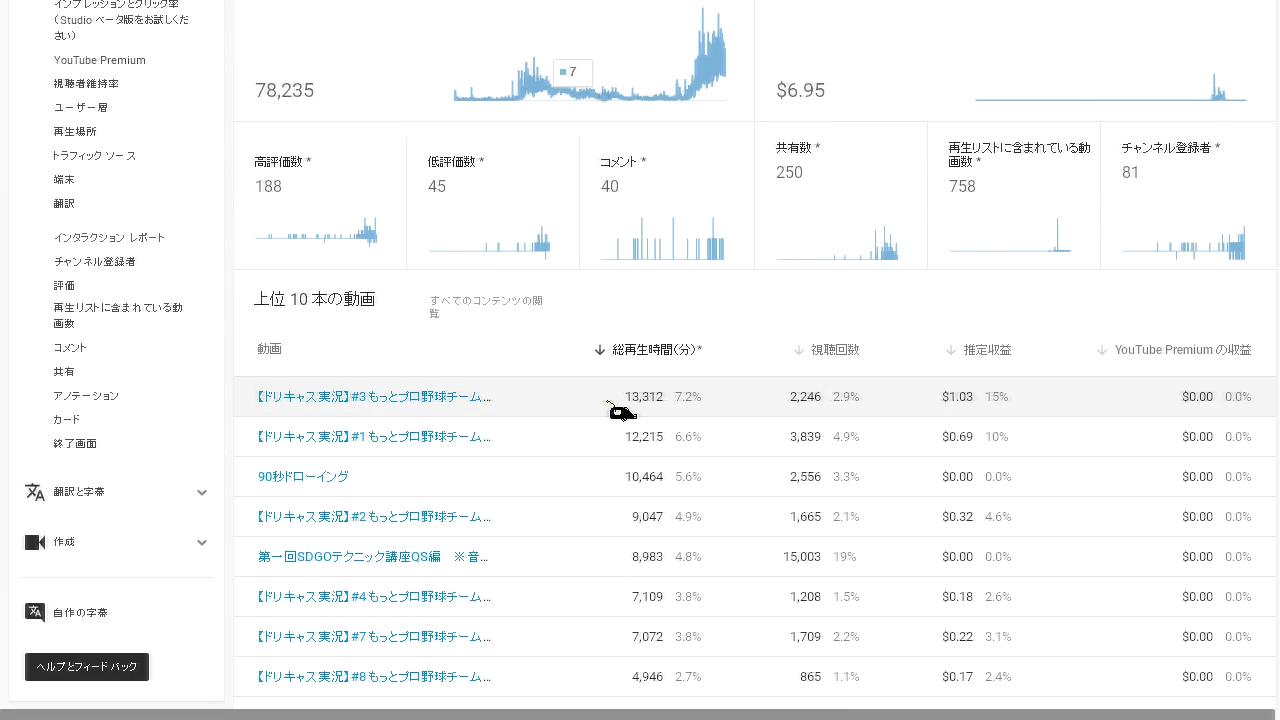 インプレッションとクリック率
（Studio ベータ版をお試しくだ
さい）
YouTube Premium
視聴者維持率
ユーザー層
再生場所
トラフィック ソース
端末
翻訳
インタラクション レポート
チャンネル登録者
評価
再生リストに含まれている動
画数
コメント
共有
アノテーション
カード
終了画面
翻訳と字幕
作成
自作の字幕
ヘルプとフィードバック
78,235
7
$6.95
高評価数 *
188
低評価数 *
45
コメント *
40
共有数 *
250
再生リストに含まれている動
画数 *
758
チャンネル登録者 *
81
上位 10 本の動画 すべてのコンテンツの閲
覧
動画 総再生時間（分）* 視聴回数 推定収益 YouTube Premium の収益
【ドリキャス実況】#3 もっとプロ野球チーム... 13,312 7.2% 2,246 2.9% $1.03 15% $0.00 0.0%
【ドリキャス実況】#1 もっとプロ野球チーム... 12,215 6.6% 3,839 4.9% $0.69 10% $0.00 0.0%
90秒ドローイング 10,464 5.6% 2,556 3.3% $0.00 0.0% $0.00 0.0%
【ドリキャス実況】#2 もっとプロ野球チーム... 9,047 4.9% 1,665 2.1% $0.32 4.6% $0.00 0.0%
第一回SDGOテクニック講座QS編　※音... 8,983 4.8% 15,003 19% $0.00 0.0% $0.00 0.0%
【ドリキャス実況】#4 もっとプロ野球チーム... 7,109 3.8% 1,208 1.5% $0.18 2.6% $0.00 0.0%
【ドリキャス実況】#7 もっとプロ野球チーム... 7,072 3.8% 1,709 2.2% $0.22 3.1% $0.00 0.0%
【ドリキャス実況】#8 もっとプロ野球チーム... 4,946 2.7% 865 1.1% $0.17 2.4% $0.00 0.0%